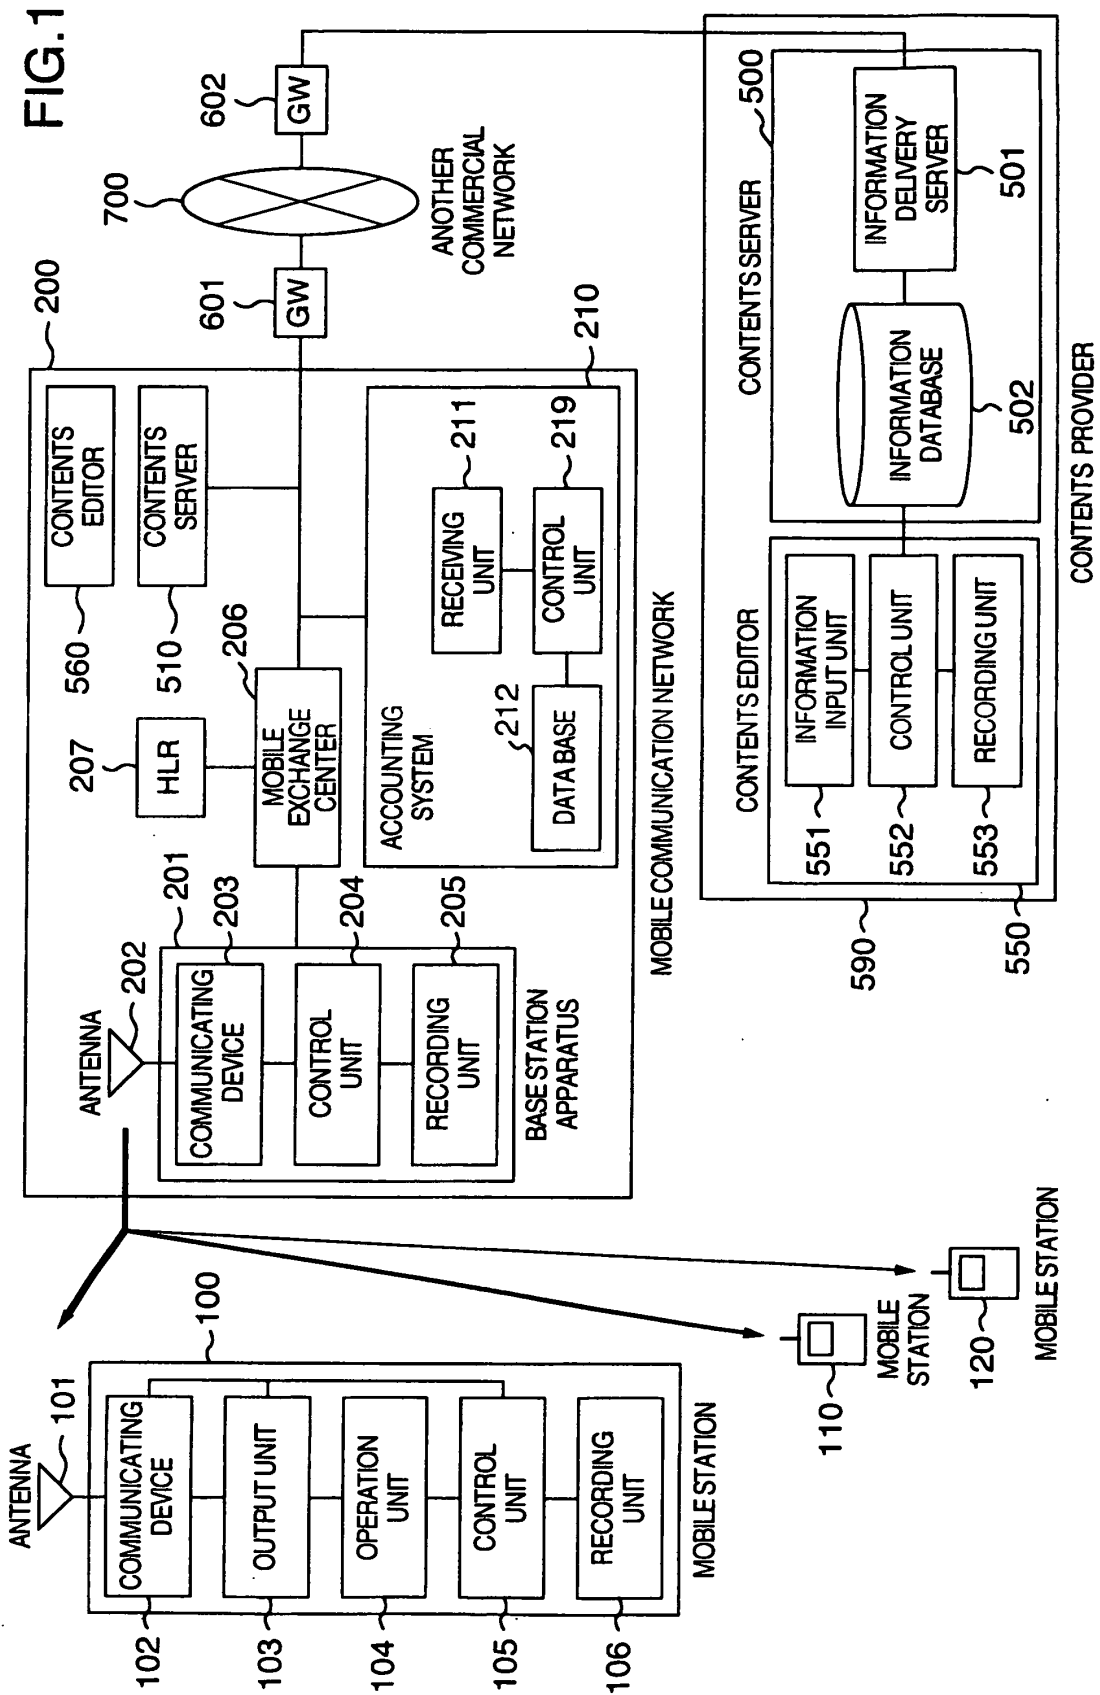 FIG.1
ANTENNA
101
100
COMMUNICATING
DEVICE
102
OUTPUT UNIT
103
OPERATION
UNIT
104
CONTROL
UNIT
105
RECORDING
UNIT
106
MOBILE STATION
110
MOBILE
STATION
120
MOBILE STATION
200
ANTENNA
202
201
COMMUNICATING
DEVICE
203
CONTROL
UNIT
204
RECORDING
UNIT
205
BASE STATION
APPARATUS
207
HLR
206
MOBILE
EXCHANGE
CENTER
560
CONTENTS
EDITOR
510
CONTENTS
SERVER
ACCOUNTING
SYSTEM
210
RECEIVING
UNIT
211
CONTROL
UNIT
219
212
DATA BASE
MOBILE COMMUNICATION NETWORK
601
GW
700
ANOTHER
COMMERCIAL
NETWORK
602
GW
CONTENTS EDITOR
INFORMATION
INPUT UNIT
551
CONTROL UNIT
552
RECORDING UNIT
553
550
590
CONTENTS SERVER
500
INFORMATION
DATABASE
502
INFORMATION
DELIVERY
SERVER
501
CONTENTS PROVIDER